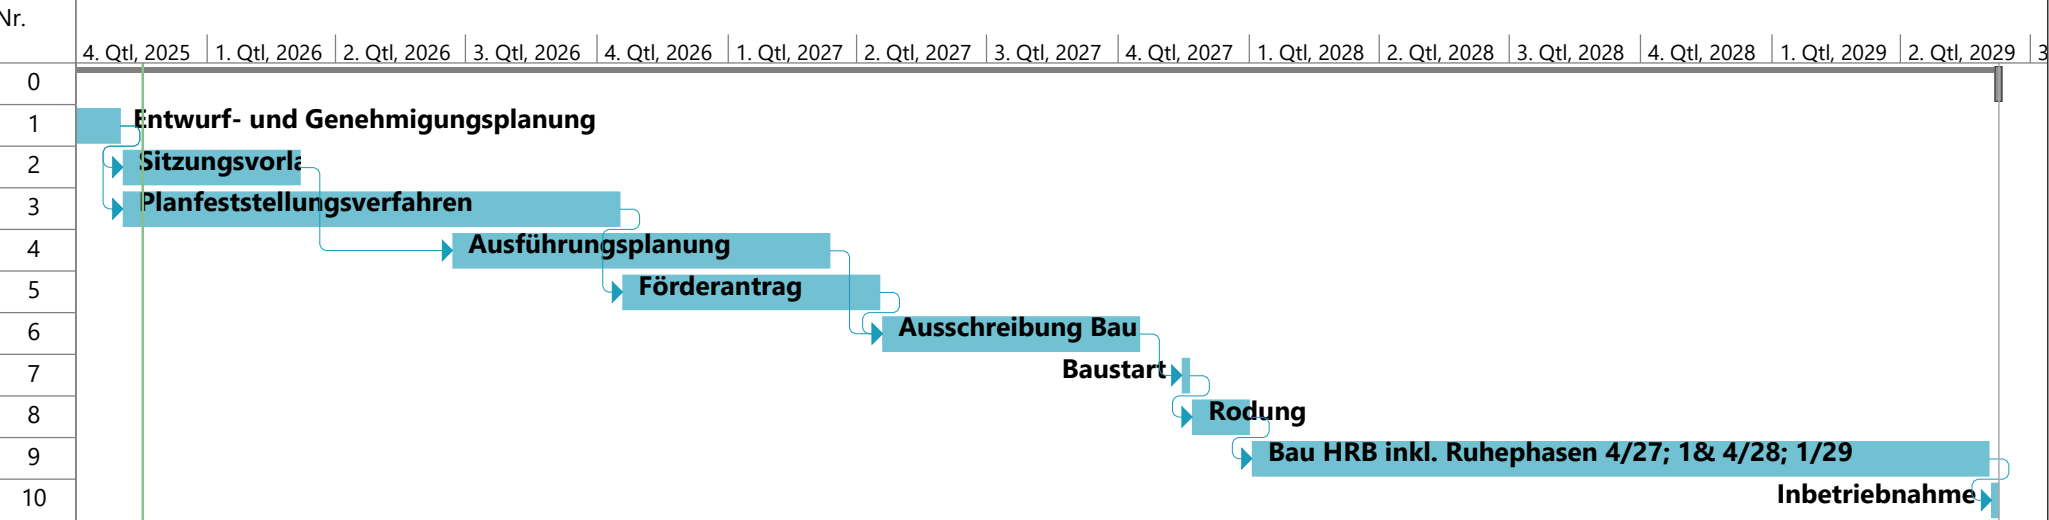 Nr.
4. Qtl, 2025 1. Qtl, 2026 2. Qtl, 2026 3. Qtl, 2026 4. Qtl, 2026 1. Qtl, 2027 2. Qtl, 2027 3. Qtl, 2027 4. Qtl, 2027 1. Qtl, 2028 2. Qtl, 2028 3. Qtl, 2028 4. Qtl, 2028 1. Qtl, 2029 2. Qtl, 2029 3
0
1 Entwurf- und Genehmigungsplanung
2 Sitzungsvorla
3 Planfeststellungsverfahren
4 Ausführungsplanung
5 Förderantrag
6 Ausschreibung Bau
7 Baustart
8 Rodung
9 Bau HRB inkl. Ruhephasen 4/27; 1& 4/28; 1/29
10 Inbetriebnahme